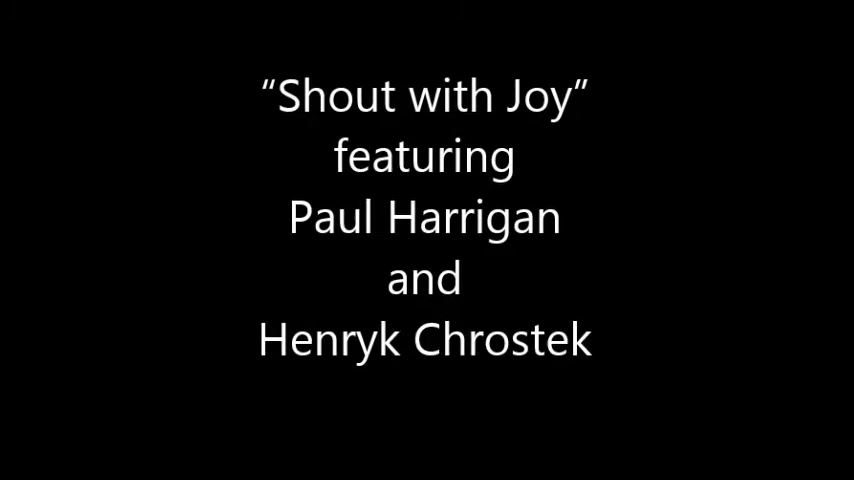 “Shout with Joy”
featuring
Paul Harrigan
and
Henryk Chrostek